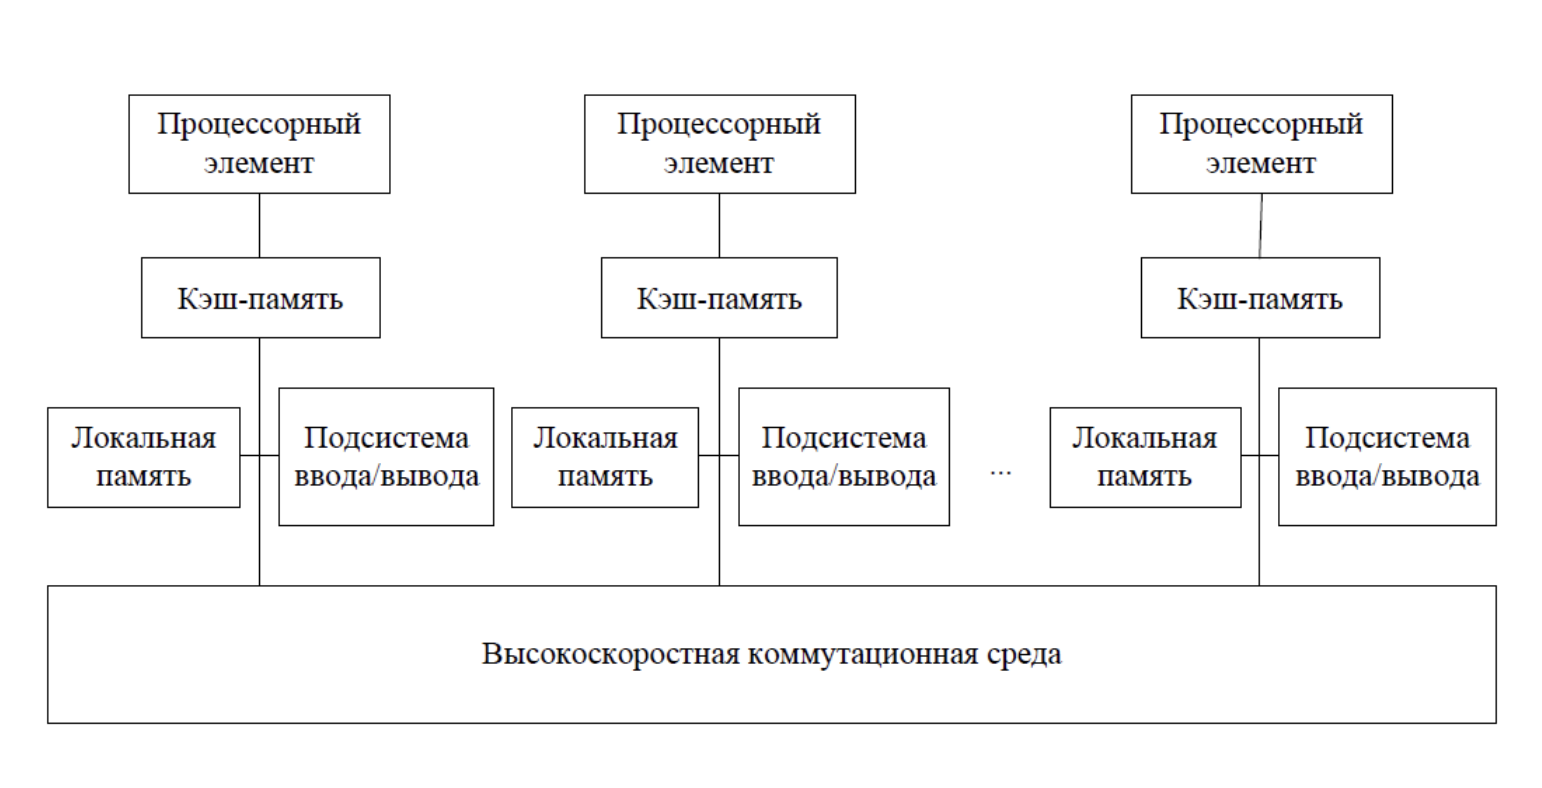 Процессорный
элемент
Процессорный
элемент
Процессорный
элемент
Кэш-память
Кэш-память
Кэш-память
Локальная
память
Подсистема
ввода/вывода
Локальная
память
Подсистема
ввода/вывода
...
Локальная
память
Подсистема
ввода/вывода
Высокоскоростная коммутационная среда